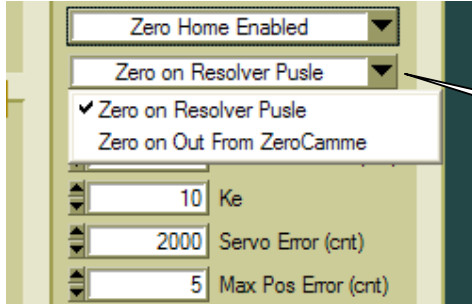 Zero Home Enabled
Zero on Resolver Pusle
Zero on Resolver Pusle
Zero on Out From ZeroCamme
10 Ke
2000 Servo Error (cnt)
5 Max Pos Error (cnt)